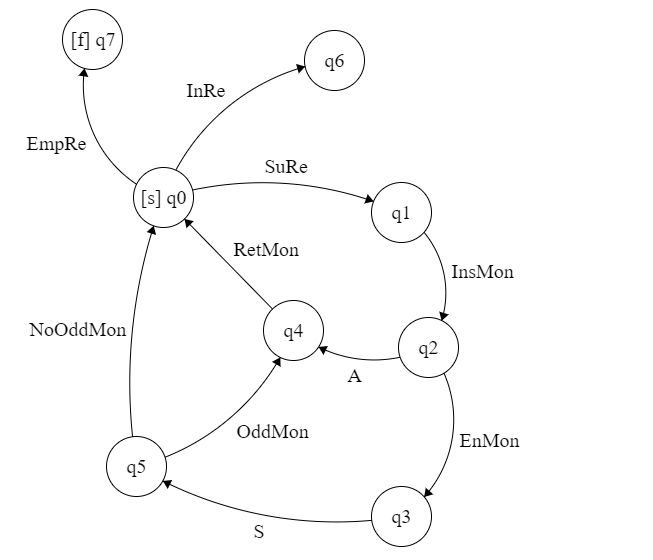 [f] q7
q6
InRe
EmpRe
SuRe
[s] q0
q1
RetMon
InsMon
NoOddMon
q4
q2
A
OddMon
EnMon
q5
q3
S